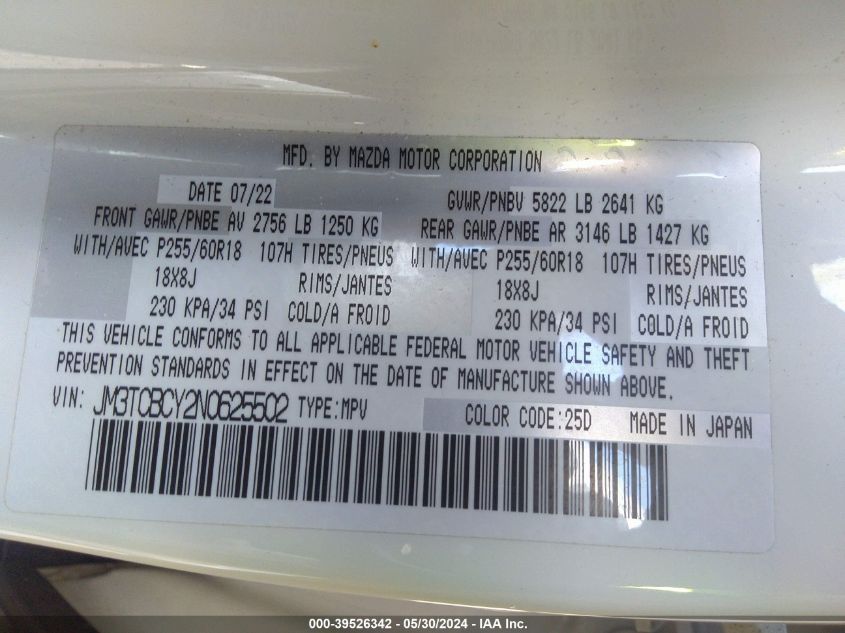 MFD. BY MAZDA MOTOR CORPORATION
DATE 07/22 GVWR/PNBV 5822 LB 2641 KG
FRONT GAWR/PNBE AV 2756 LB 1250 KG REAR GAWR/PNBE AR 3146 LB 1427 KG
WITH/AVEC P255/60R18 107H TIRES/PNEUS WITH/AVEC P255/60R18 107H TIRES/PNEUS
18X8J RIMS/JANTES 18X8J RIMS/JANTES
230 KPA/34 PSI COLD/A FROID 230 KPA/34 PSI COLD/A FROID
THIS VEHICLE CONFORMS TO ALL APPLICABLE FEDERAL MOTOR VEHICLE SAFETY AND THEFT
PREVENTION STANDARDS IN EFFECT ON THE DATE OF MANUFACTURE SHOWN ABOVE.
VIN: JM3TCBCY2N0625502 TYPE:MPV COLOR CODE:25D MADE IN JAPAN
000-39526342 - 05/30/2024 - IAA Inc.